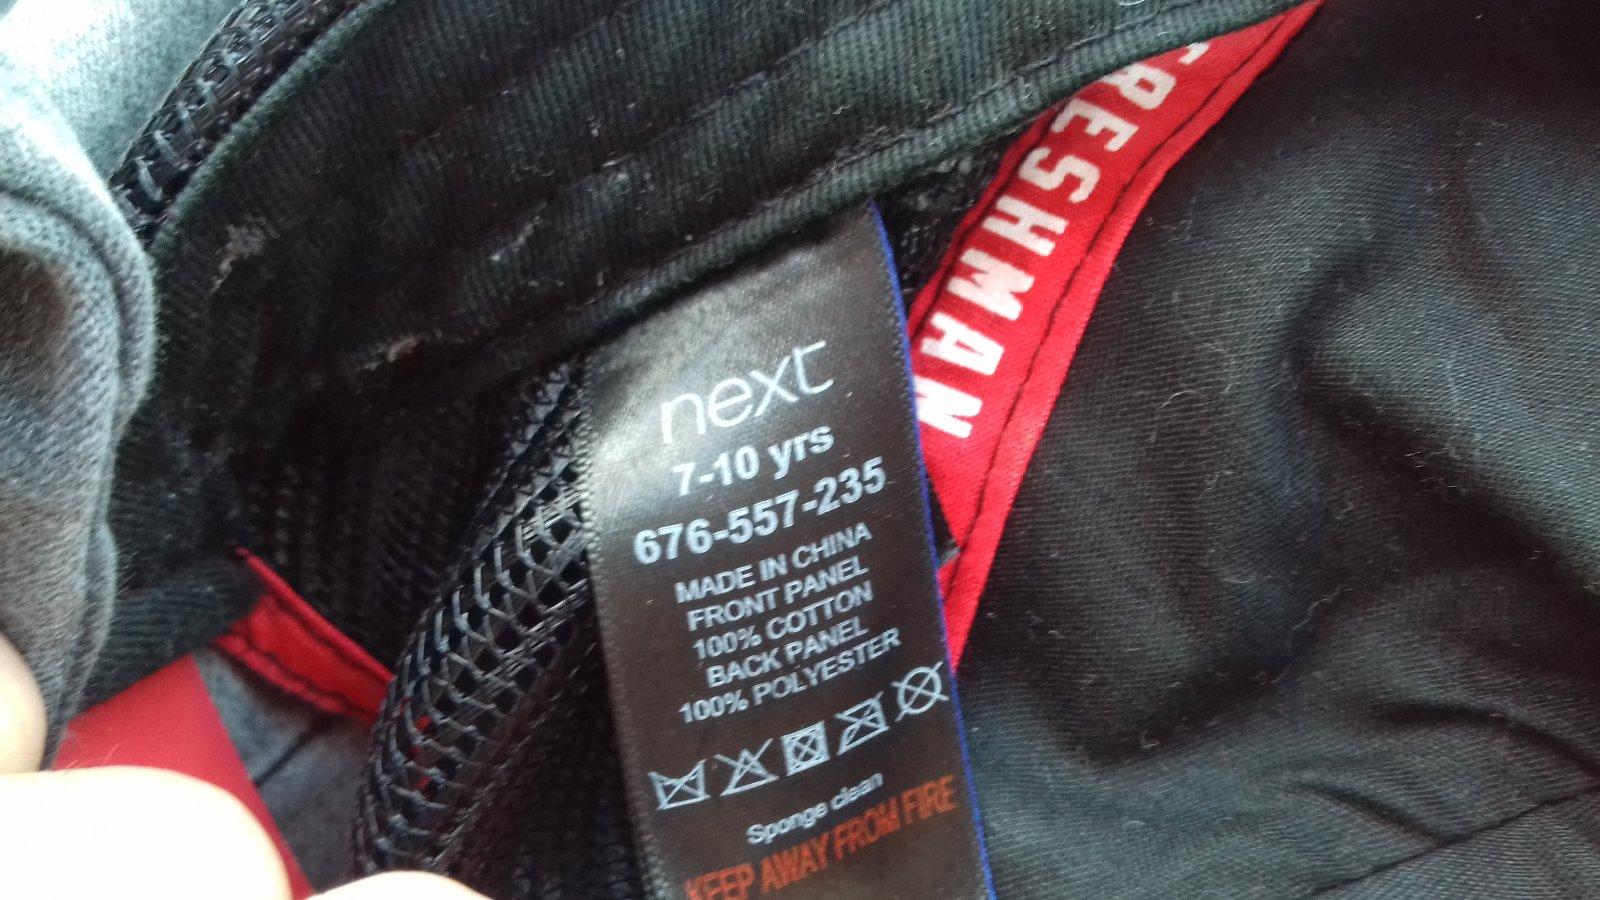 FRESHMAN
next
7-10 yrs
676-557-235
MADE IN CHINA
FRONT PANEL
100% COTTON
BACK PANEL
100% POLYESTER
Sponge clean
KEEP AWAY FROM FIRE